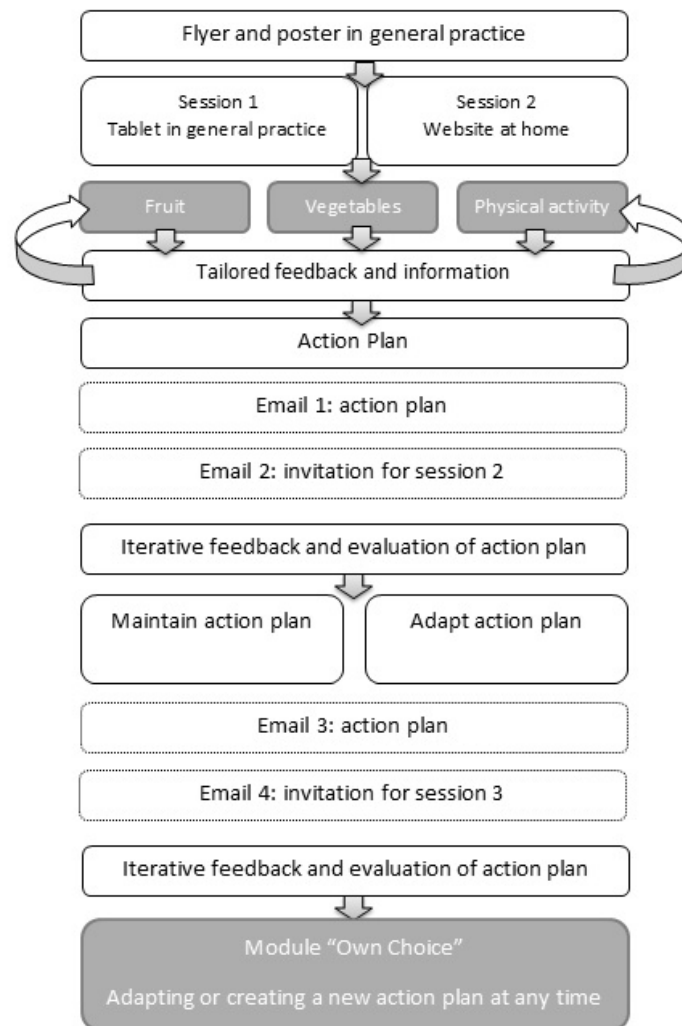 Flyer and poster in general practice
Session 1
Tablet in general practice
Session 2
Website at home
Fruit
Vegetables
Physical activity
Tailored feedback and information
Action Plan
Email 1: action plan
Email 2: invitation for session 2
Iterative feedback and evaluation of action plan
Maintain action plan
Adapt action plan
Email 3: action plan
Email 4: invitation for session 3
Iterative feedback and evaluation of action plan
Module “Own Choice”
Adapting or creating a new action plan at any time